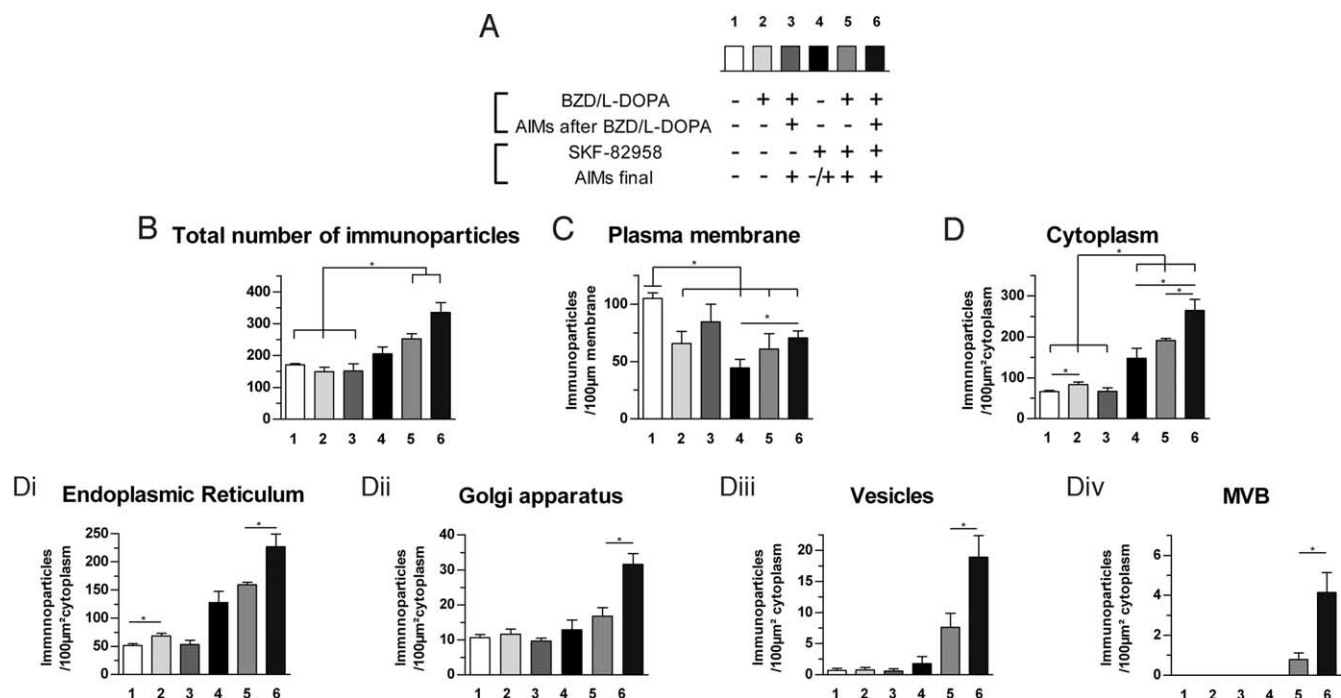 A
1 2 3 4 5 6
BZD/L-DOPA - + + - + +
AIMs after BZD/L-DOPA - - + - - +
SKF-82958 - - - + + +
AIMs final - - + -/+ + +
B Total number of immunoparticles
*
400
300
200
100
0
1 2 3 4 5 6
C Plasma membrane
*
*
Immunoparticles
/100µm membrane
100
50
0
1 2 3 4 5 6
D Cytoplasm
*
*
*
*
Immnnoparticles
/100µm²cytoplasm
300
200
100
0
1 2 3 4 5 6
Di Endoplasmic Reticulum
*
*
Immnnoparticles
/100µm²cytoplasm
250
200
150
100
50
0
1 2 3 4 5 6
Dii Golgi apparatus
*
Immnnoparticles
/100µm²cytoplasm
40
30
20
10
0
1 2 3 4 5 6
Diii Vesicles
*
Immunoparticles
/100µm² cytoplasm
20
15
10
5
0
1 2 3 4 5 6
Div MVB
*
Immunoparticles
/100µm² cytoplasm
6
4
2
0
1 2 3 4 5 6